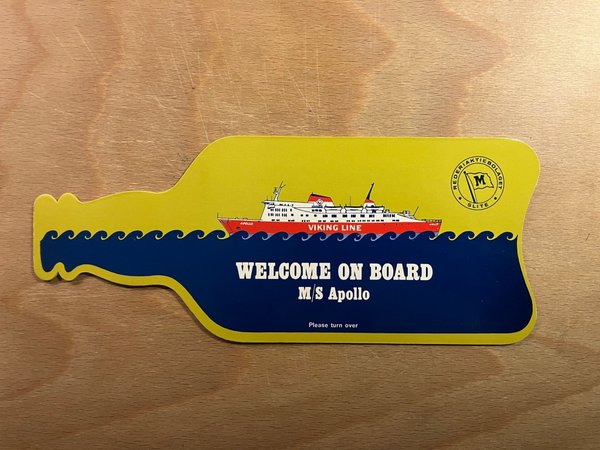 REDERIAKTIEBOLAGET
M
SLITE
APOLLO
VIKING LINE
WELCOME ON BOARD
M/S Apollo
Please turn over